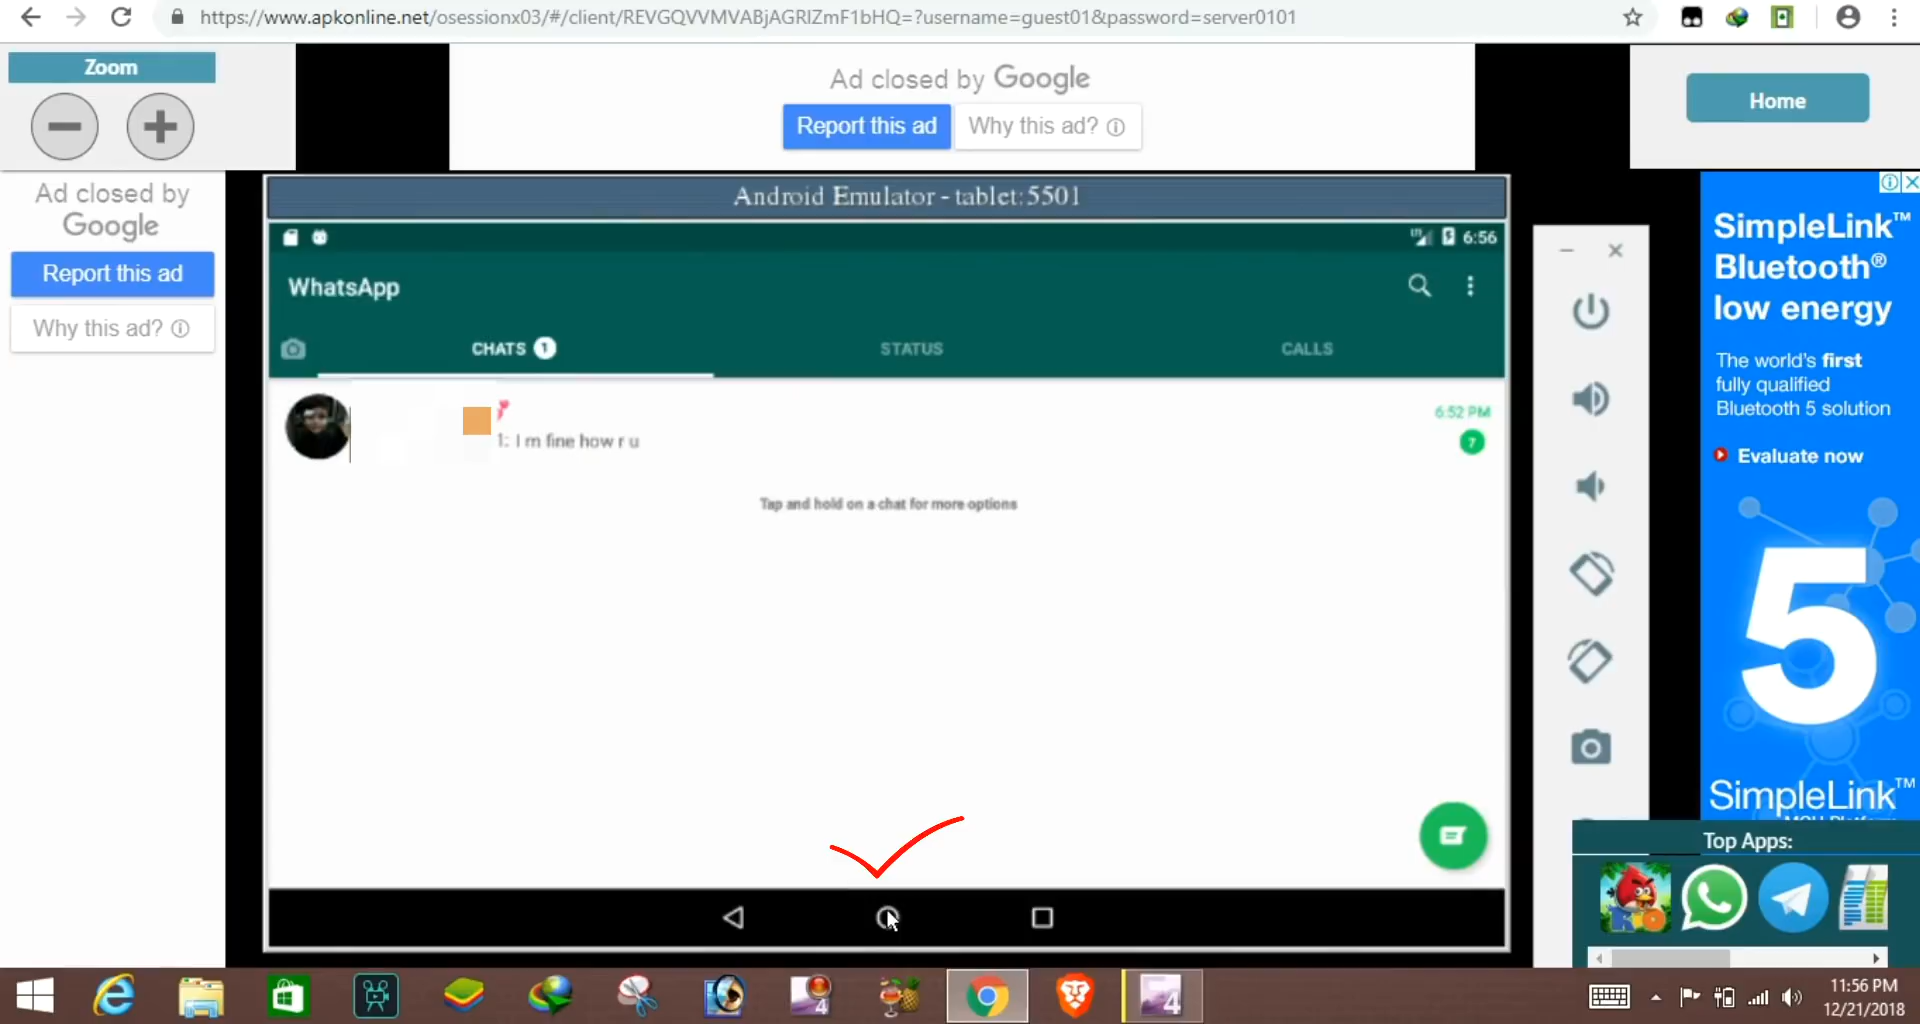 https://www.apkonline.net/osessionx03/#/client/REVGQVVMVABjAGRlZmF1bHQ=?username=guest01&password=server0101
Zoom
Ad closed by Google
Report this ad
Why this ad?
Home
Ad closed by
Google
Report this ad
Why this ad?
Android Emulator - tablet:5501
6:56
WhatsApp
CHATS 1
STATUS
CALLS
6:52 PM
1: I m fine how r u
7
Tap and hold on a chat for more options
SimpleLink™
Bluetooth®
low energy
The world's first
fully qualified
Bluetooth 5 solution
Evaluate now
5
SimpleLink™
Top Apps:
4
4
11:56 PM
12/21/2018